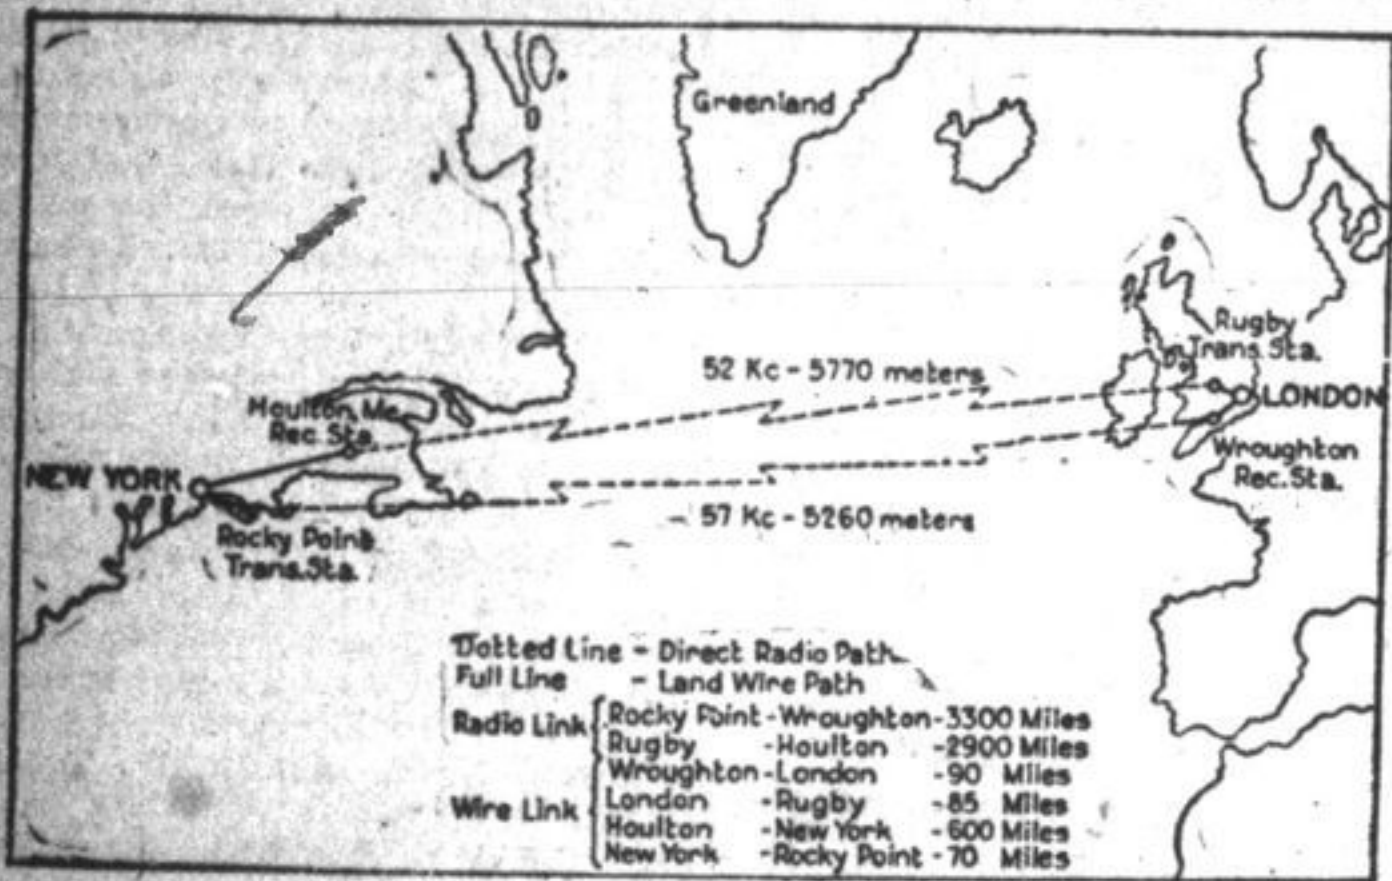 Greenland
52 Kc - 5770 meters
Rugby
Trans. Sta.
LONDON
Houlton, Me.
Rec. Sta.
Wroughton
Rec. Sta.
NEW YORK
57 Kc - 5260 meters
Rocky Point
Trans. Sta.
Dotted Line - Direct Radio Path
Full Line - Land Wire Path
Radio Link { Rocky Point - Wroughton - 3300 Miles
Rugby - Houlton - 2900 Miles
Wire Link { Wroughton - London - 90 Miles
London - Rugby - 85 Miles
Houlton - New York - 600 Miles
New York - Rocky Point - 70 Miles